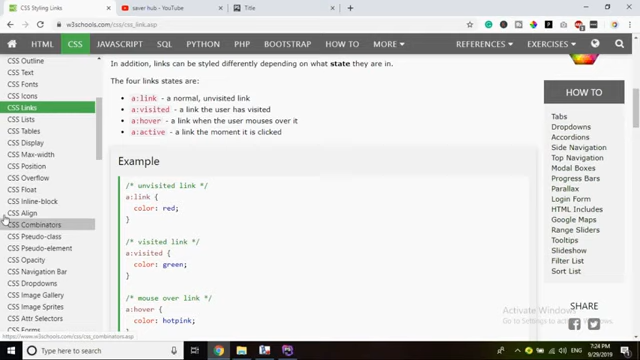 CSS Styling Links
saver hub - YouTube
Title
w3schools.com/css/css_link.asp
HTML CSS JAVASCRIPT SQL PYTHON PHP BOOTSTRAP HOW TO MORE REFERENCES EXERCISES
CSS Outline
CSS Text
CSS Fonts
CSS Icons
CSS Links
CSS Lists
CSS Tables
CSS Display
CSS Max-width
CSS Position
CSS Overflow
CSS Float
CSS Inline-block
CSS Align
CSS Combinators
CSS Pseudo-class
CSS Pseudo-element
CSS Opacity
CSS Navigation Bar
CSS Dropdowns
CSS Image Gallery
CSS Image Sprites
CSS Attr Selectors
CSS Forms
https://www.w3schools.com/css/css_combinators.asp
In addition, links can be styled differently depending on what state they are in.
The four links states are:
a:link - a normal, unvisited link
a:visited - a link the user has visited
a:hover - a link when the user mouses over it
a:active - a link the moment it is clicked
Example
/* unvisited link */
a:link {
color: red;
}
/* visited link */
a:visited {
color: green;
}
/* mouse over link */
a:hover {
color: hotpink;
HOW TO
Tabs
Dropdowns
Accordions
Side Navigation
Top Navigation
Modal Boxes
Progress Bars
Parallax
Login Form
HTML Includes
Google Maps
Range Sliders
Tooltips
Slideshow
Filter List
Sort List
SHARE
Activate Windows
Go to Settings to activate Windows.
Type here to search
ENG
7:24 PM
9/29/2019